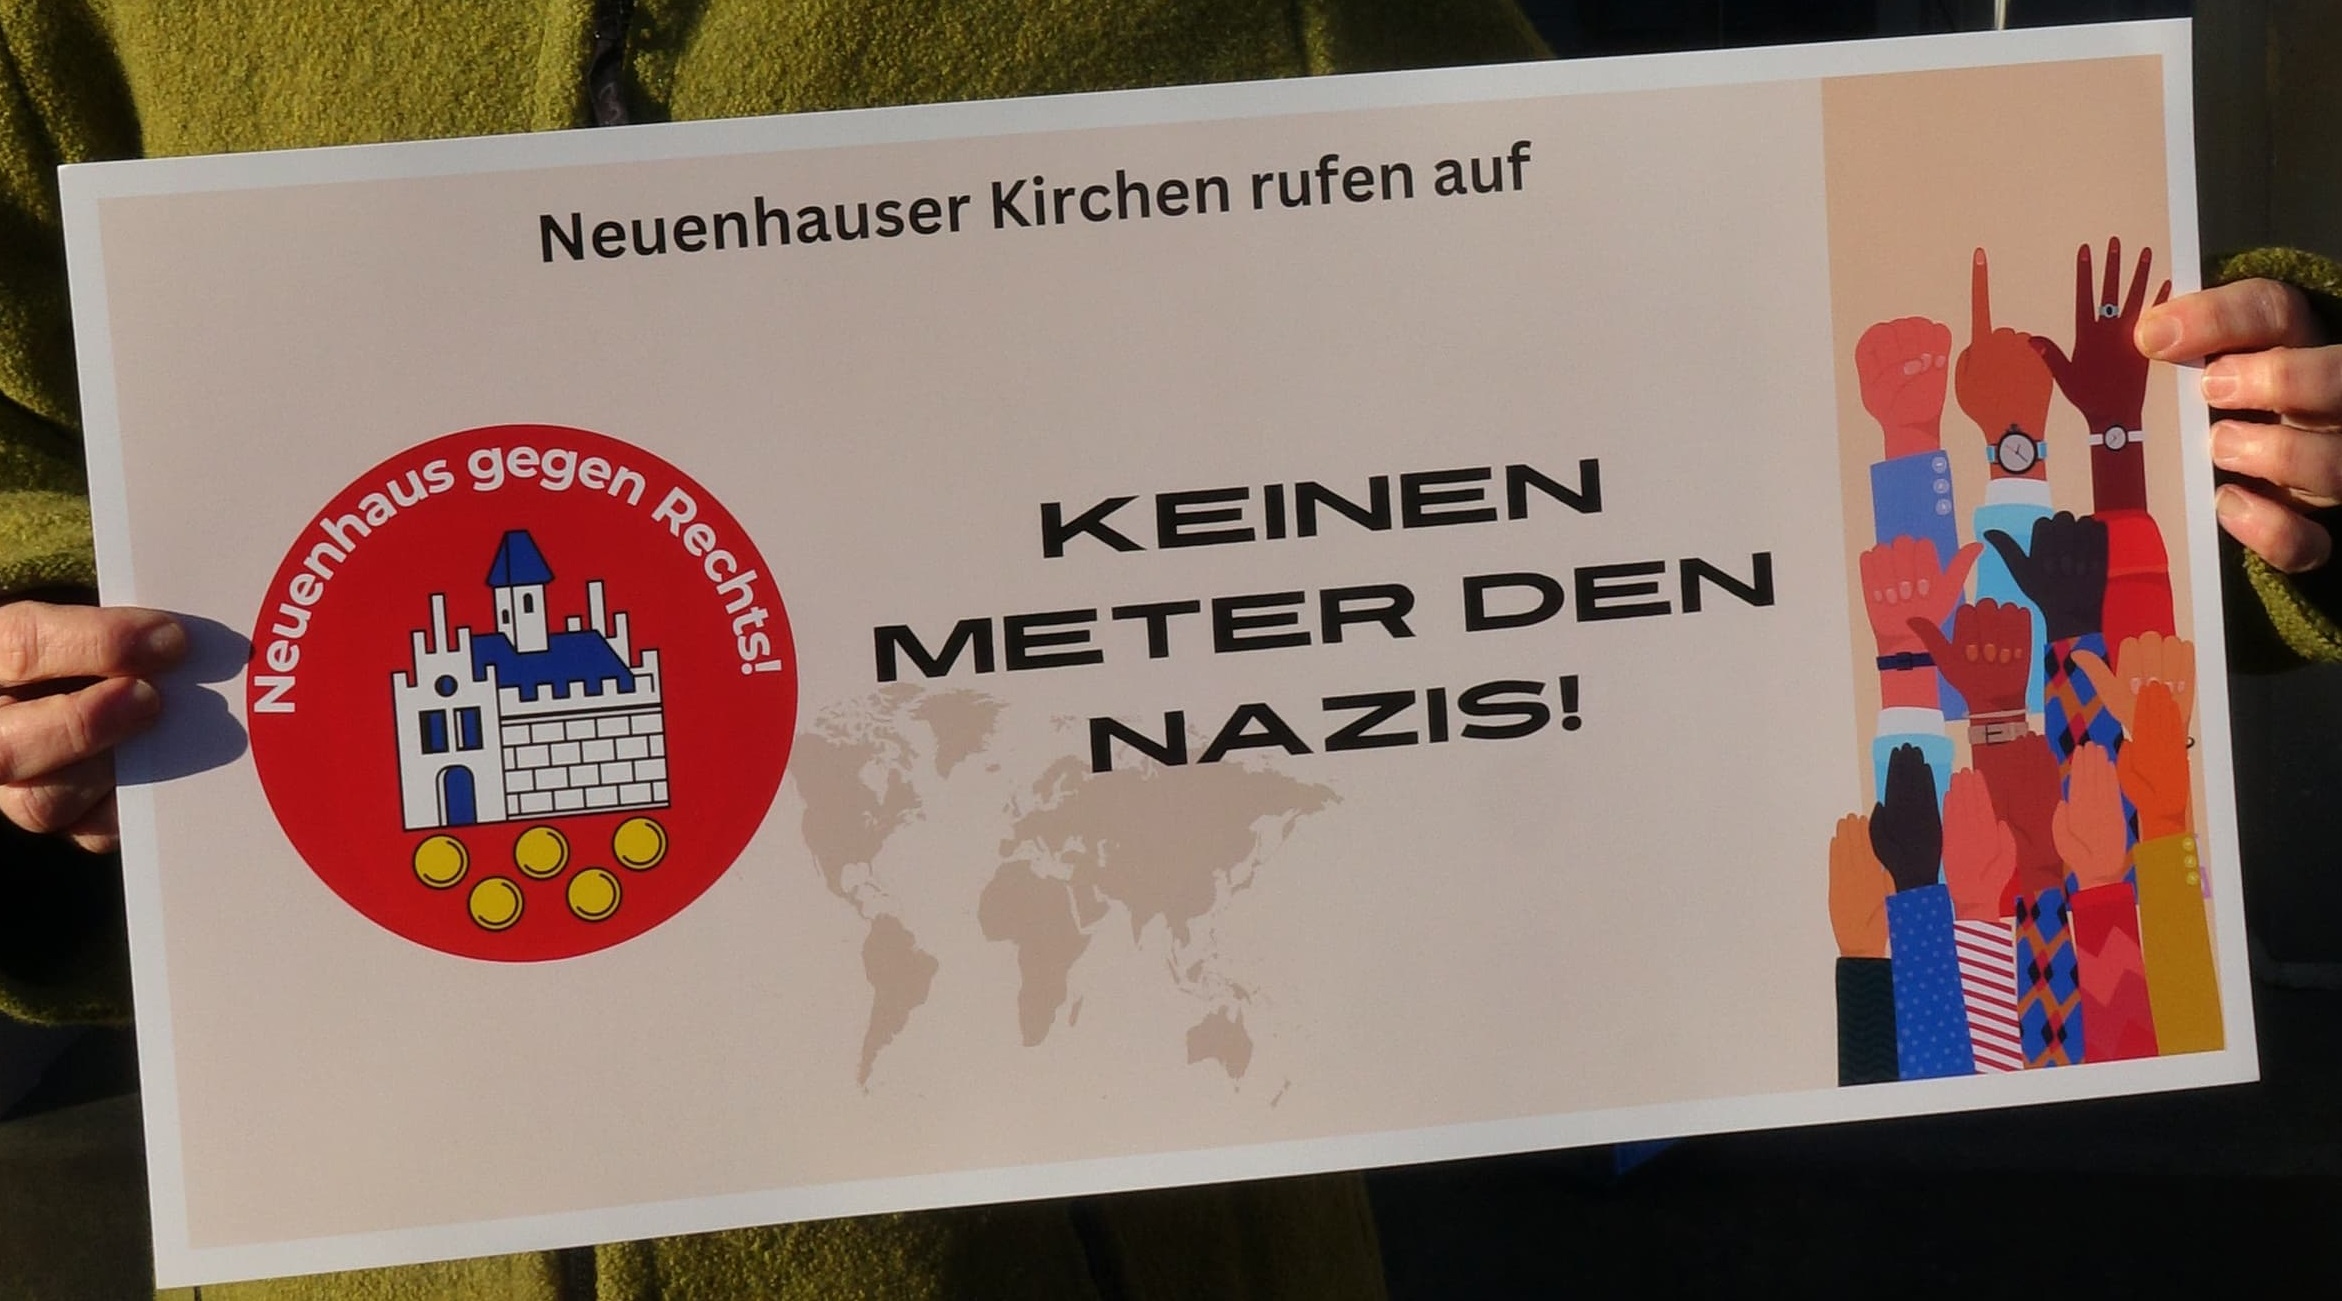 Neuenhauser Kirchen rufen auf
Neuenhaus gegen Rechts!
KEINEN
METER DEN
NAZIS!